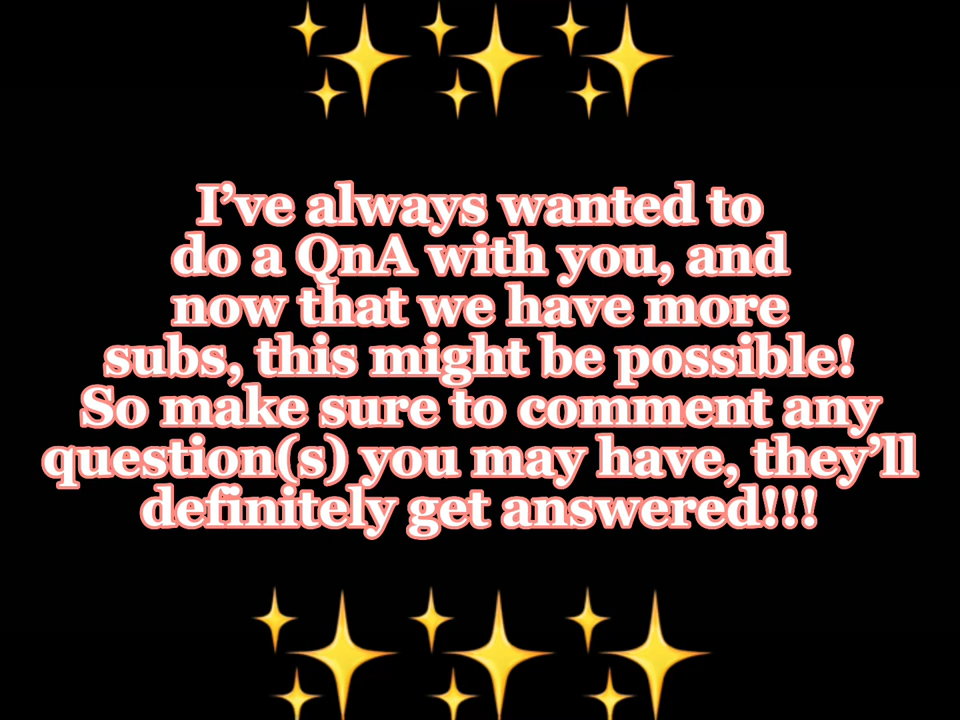 I’ve always wanted to
do a QnA with you, and
now that we have more
subs, this might be possible!
So make sure to comment any
question(s) you may have, they’ll
definitely get answered!!!